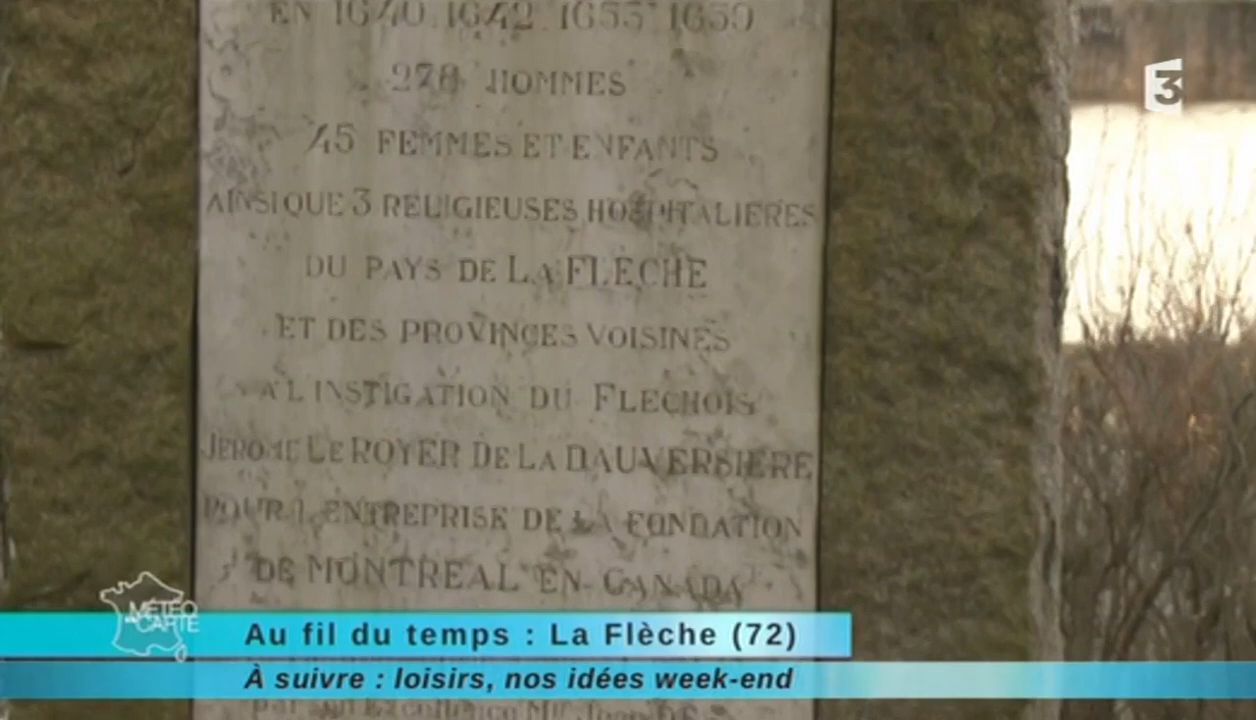 EN 1640 1642 1653 1659
278 HOMMES
45 FEMMES ET ENFANTS
AINSI QUE 3 RELIGIEUSES HOSPITALIERES
DU PAYS DE LA FLECHE
ET DES PROVINCES VOISINES
A L'INSTIGATION DU FLECHOIS
JEROME LE ROYER DE LA DAUVERSIERE
POUR L'ENTREPRISE DE LA FONDATION
DE MONTREAL EN CANADA
3
MÉTÉO
CARTE
Au fil du temps : La Flèche (72)
À suivre : loisirs, nos idées week-end